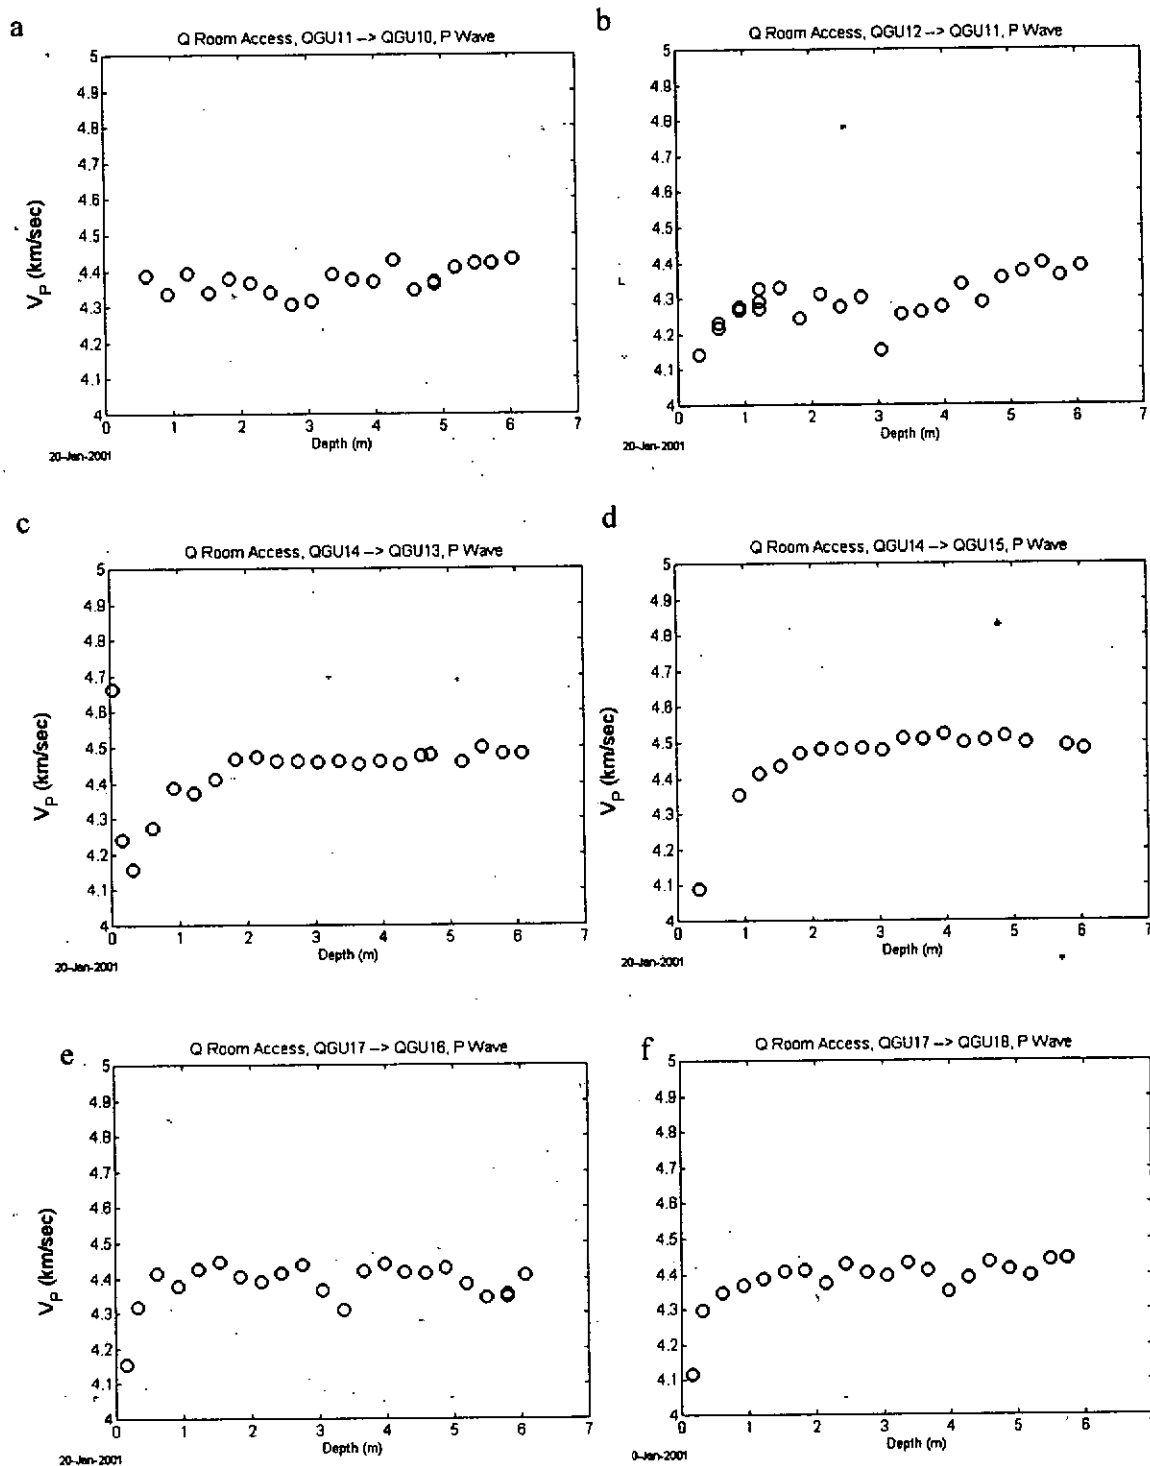 a
Q Room Access, QGU11 --> QGU10, P Wave
5
4.9
4.8
4.7
4.6
4.5
4.4
4.3
4.2
4.1
4
VP (km/sec)
0 1 2 3 4 5 6 7
Depth (m)
20-Jan-2001
b
Q Room Access, QGU12 --> QGU11, P Wave
5
4.9
4.8
4.7
4.6
4.5
4.4
4.3
4.2
4.1
4
0 1 2 3 4 5 6 7
Depth (m)
20-Jan-2001
c
Q Room Access, QGU14 --> QGU13, P Wave
5
4.9
4.8
4.7
4.6
4.5
4.4
4.3
4.2
4.1
4
VP (km/sec)
0 1 2 3 4 5 6 7
Depth (m)
20-Jan-2001
d
Q Room Access, QGU14 --> QGU15, P Wave
5
4.9
4.8
4.7
4.6
4.5
4.4
4.3
4.2
4.1
4
VP (km/sec)
0 1 2 3 4 5 6 7
Depth (m)
20-Jan-2001
e
Q Room Access, QGU17 --> QGU16, P Wave
5
4.9
4.8
4.7
4.6
4.5
4.4
4.3
4.2
4.1
4
VP (km/sec)
0 1 2 3 4 5 6 7
Depth (m)
20-Jan-2001
f
Q Room Access, QGU17 --> QGU18, P Wave
5
4.9
4.8
4.7
4.6
4.5
4.4
4.3
4.2
4.1
4
0 1 2 3 4 5 6 7
Depth (m)
0-Jan-2001